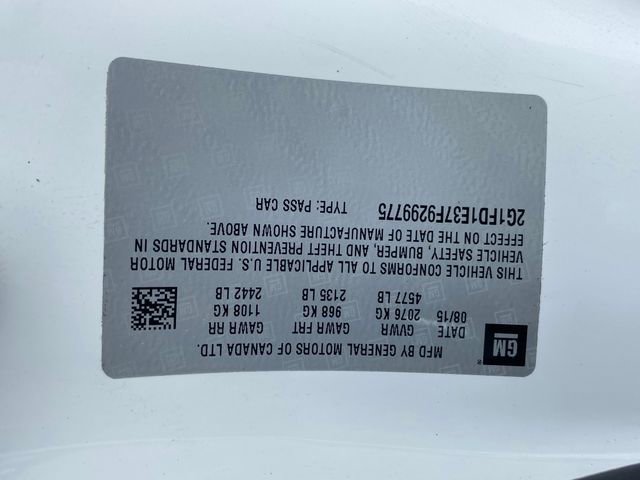 GM
MFD BY GENERAL MOTORS OF CANADA LTD.
DATE GVWR GAWR FRT GAWR RR
08/15 2076 KG 968 KG 1108 KG
4577 LB 2135 LB 2442 LB
THIS VEHICLE CONFORMS TO ALL APPLICABLE U.S. FEDERAL MOTOR
VEHICLE SAFETY, BUMPER, AND THEFT PREVENTION STANDARDS IN
EFFECT ON THE DATE OF MANUFACTURE SHOWN ABOVE.
2G1FD1E37F9299775 TYPE: PASS CAR